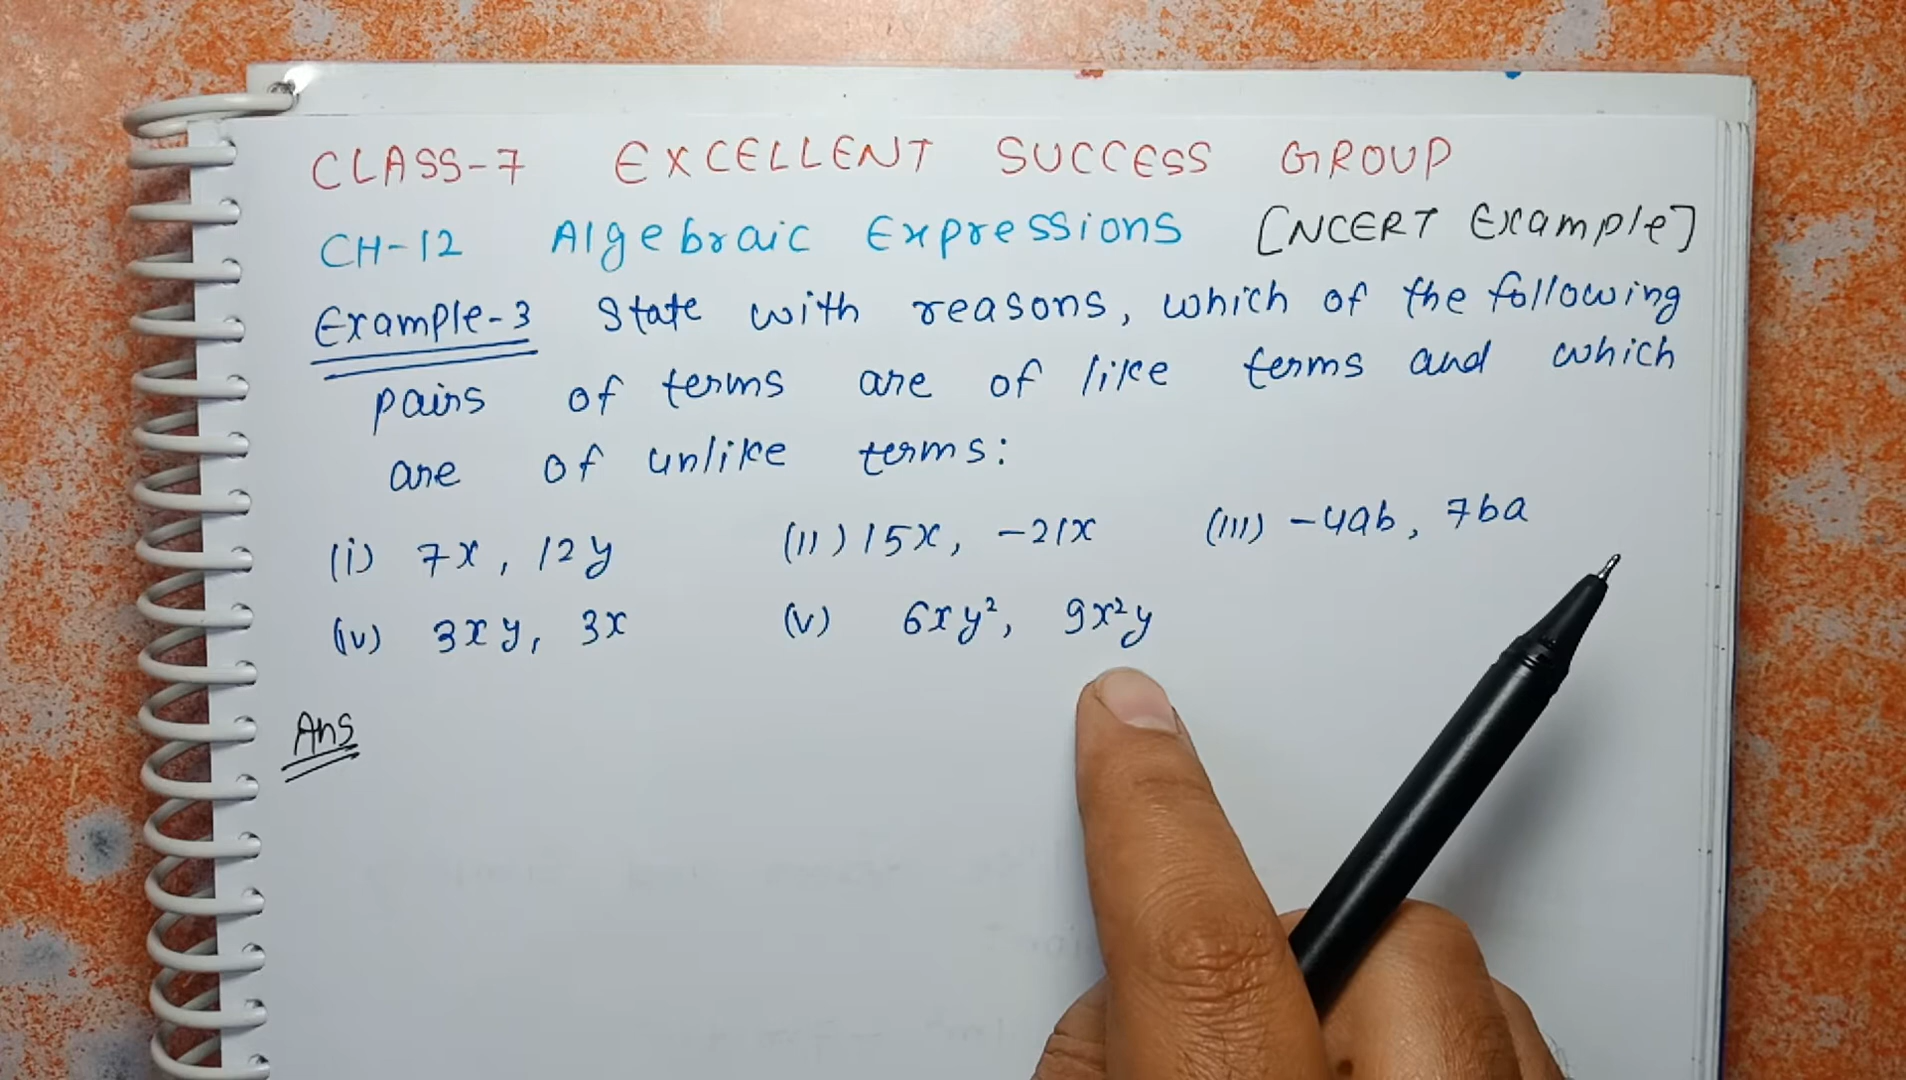 CLASS-7 EXCELLENT SUCCESS GROUP
CH-12 Algebraic Expressions [NCERT Example]
Example-3 State with reasons, which of the following
pairs of terms are of like terms and which
are of unlike terms:
(i) 7x, 12y (ii) 15x, -21x (iii) -4ab, 7ba
(iv) 3xy, 3x (v) 6xy², 9x²y
Ans